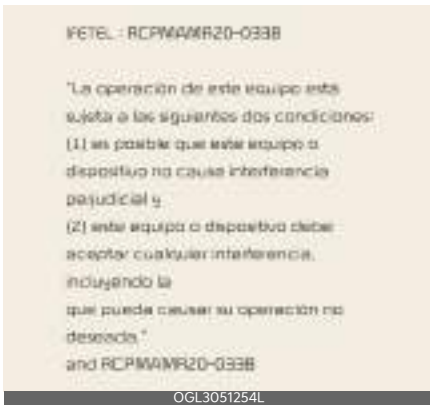 IFETEL : RCPMAMR20-0338
"La operación de este equipo está
sujeta a las siguientes dos condiciones:
(1) es posible que este equipo o
dispositivo no cause interferencia
perjudicial y
(2) este equipo o dispositivo debe
aceptar cualquier interferencia,
incluyendo la
que pueda causar su operación no
deseada."
and RCPMAMR20-0338
OGL3051254L